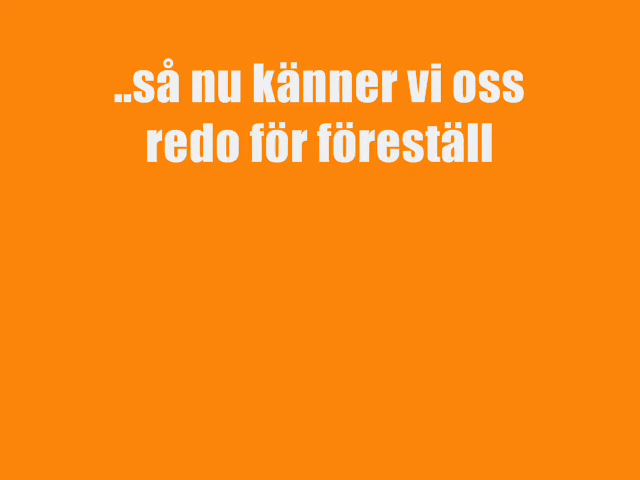 ..så nu känner vi oss
redo för föreställ